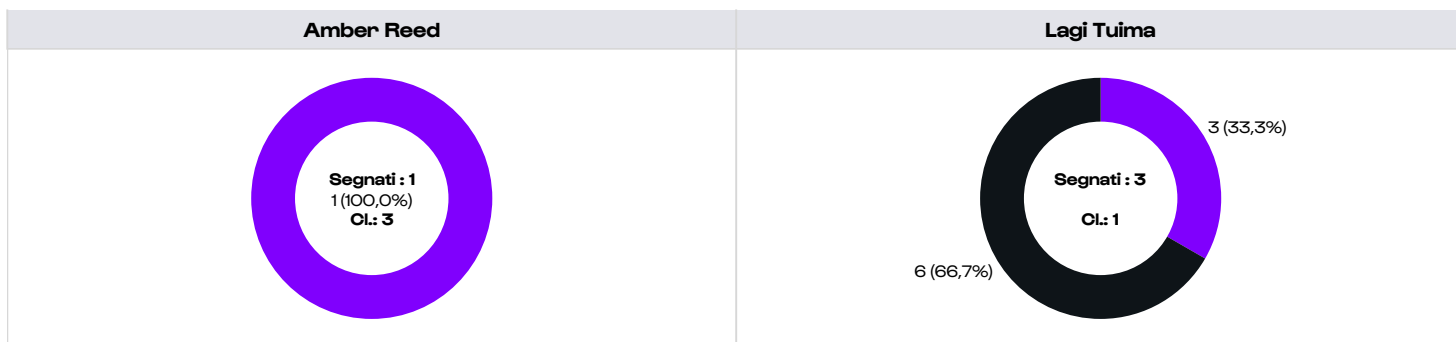 Amber Reed
Segnati : 1
1 (100,0%)
Cl.: 3
Lagi Tuima
3 (33,3%)
Segnati : 3
Cl.: 1
6 (66,7%)